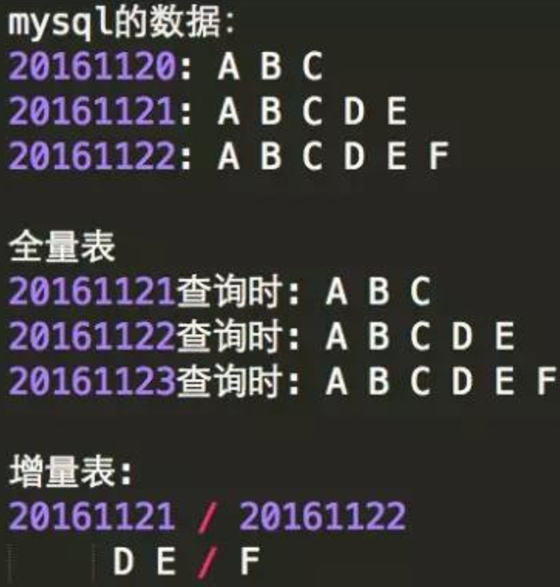 mysql的数据:
20161120: A B C
20161121: A B C D E
20161122: A B C D E F
全量表
20161121查询时: A B C
20161122查询时: A B C D E
20161123查询时: A B C D E F
增量表:
20161121 / 20161122
D E / F